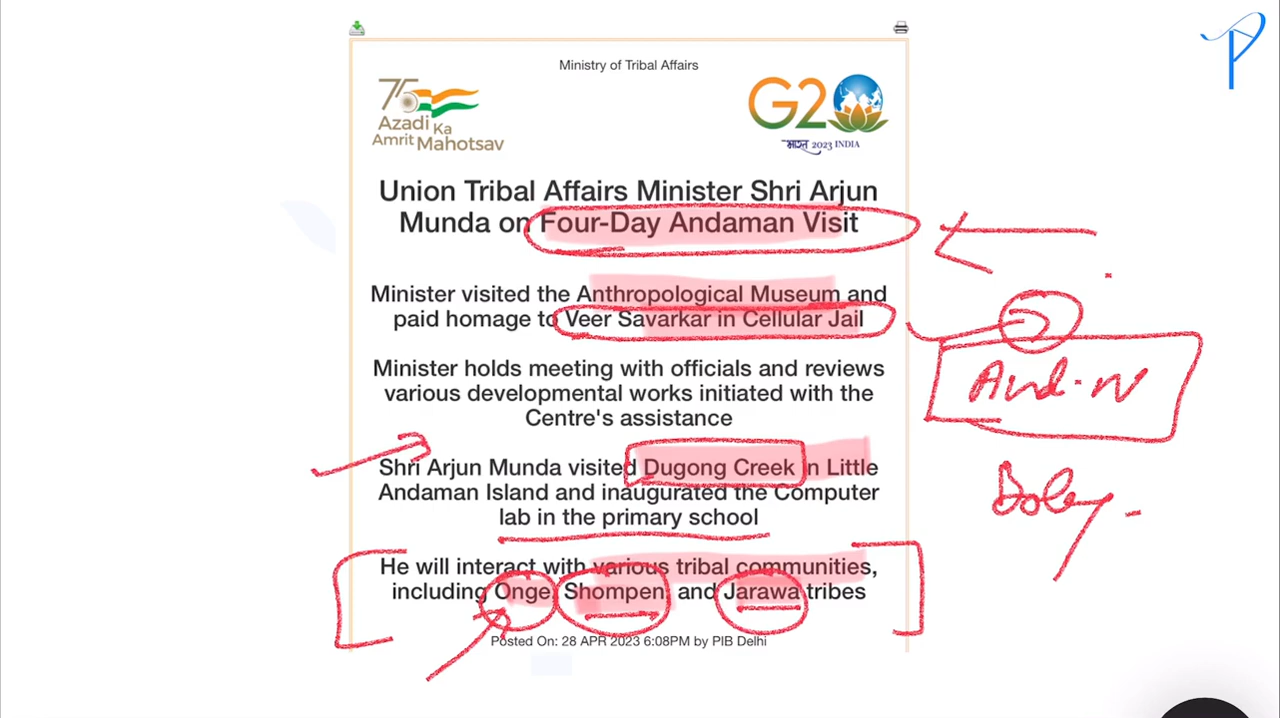 Ministry of Tribal Affairs
75
Azadi Ka
Amrit Mahotsav
G20
भारत 2023 INDIA
Union Tribal Affairs Minister Shri Arjun
Munda on Four-Day Andaman Visit
Minister visited the Anthropological Museum and
paid homage to Veer Savarkar in Cellular Jail
Minister holds meeting with officials and reviews
various developmental works initiated with the
Centre's assistance
Shri Arjun Munda visited Dugong Creek in Little
Andaman Island and inaugurated the Computer
lab in the primary school
He will interact with various tribal communities,
including Onge, Shompen, and Jarawa tribes
Posted On: 28 APR 2023 6:08PM by PIB Delhi
And-N